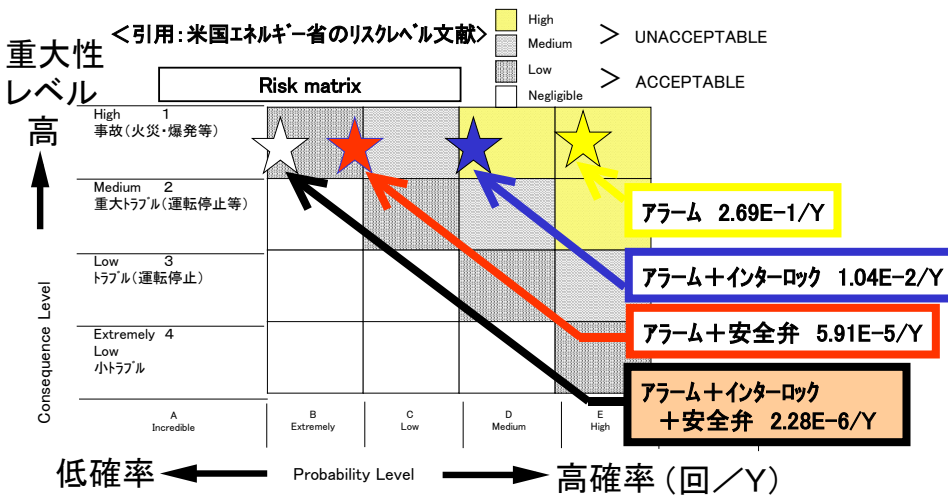 <引用：米国エネルギー省のリスクレベル文献>
High
Medium
Low
Negligible
> UNACCEPTABLE
> ACCEPTABLE
重大性
レベル
高
Risk matrix
High 1
事故（火災・爆発等）
Medium 2
重大トラブル（運転停止等）
Low 3
トラブル（運転停止）
Extremely 4
Low
小トラブル
Consequence Level
アラーム 2.69E-1/Y
アラーム＋インターロック 1.04E-2/Y
アラーム＋安全弁 5.91E-5/Y
アラーム＋インターロック
＋安全弁 2.28E-6/Y
A
Incredible
B
Extremely
C
Low
D
Medium
E
High
低確率
Probability Level
高確率（回／Y）